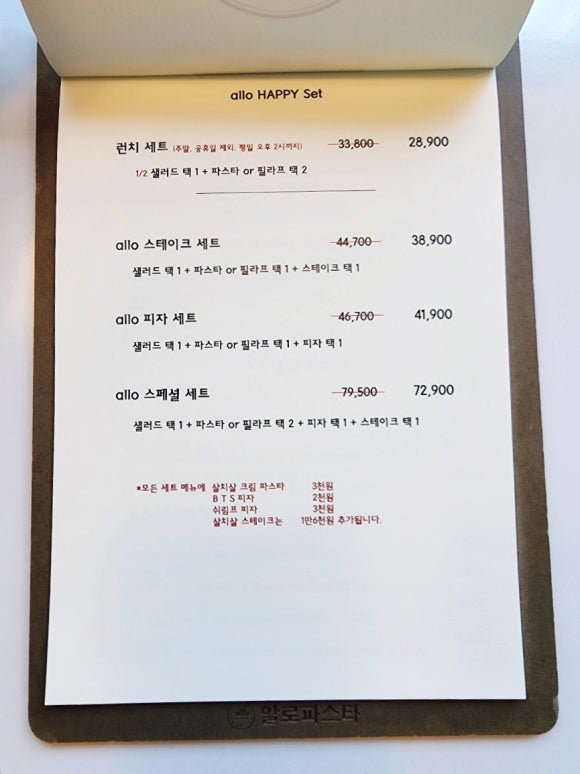 allo HAPPY Set
런치 세트 (주말, 공휴일 제외, 평일 오후 2시까지) 33,800 28,900
1/2 샐러드 택 1 + 파스타 or 필라프 택 2
allo 스테이크 세트 44,700 38,900
샐러드 택 1 + 파스타 or 필라프 택 1 + 스테이크 택 1
allo 피자 세트 46,700 41,900
샐러드 택 1 + 파스타 or 필라프 택 1 + 피자 택 1
allo 스페셜 세트 79,500 72,900
샐러드 택 1 + 파스타 or 필라프 택 2 + 피자 택 1 + 스테이크 택 1
*모든 세트 메뉴에 살치살 크림 파스타 3천원
BTS 피자 2천원
쉬림프 피자 3천원
살치살 스테이크는 1만6천원 추가됩니다.
allo 알로파스타